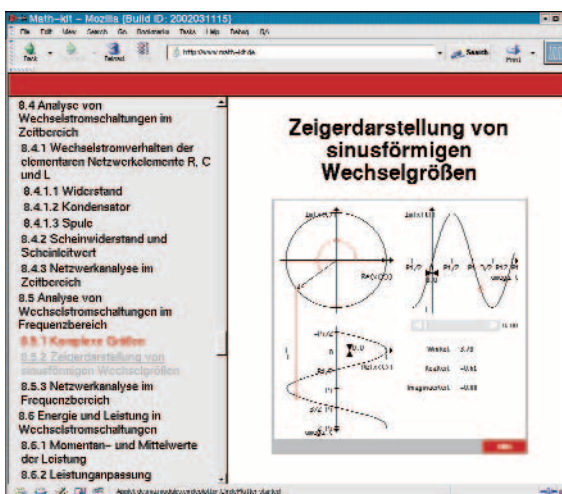 Math-kit - Mozilla {Build ID: 2002031115}
File Edit View Search Go Bookmarks Tasks Help Debug QA
Back Reload http://www.math-kit.de Search Print
8.4 Analyse von
Wechselstromschaltungen im
Zeitbereich
8.4.1 Wechselstromverhalten der
elementaren Netzwerkelemente R, C
und L
8.4.1.1 Widerstand
8.4.1.2 Kondensator
8.4.1.3 Spule
8.4.2 Scheinwiderstand und
Scheinleitwert
8.4.3 Netzwerkanalyse im
Zeitbereich
8.5 Analyse von
Wechselstromschaltungen im
Frequenzbereich
8.5.1 Komplexe Größen
8.5.2 Zeigerdarstellung von
sinusförmigen Wechselgrößen
8.5.3 Netzwerkanalyse im
Frequenzbereich
8.6 Energie und Leistung in
Wechselstromschaltungen
8.6.1 Momentan- und Mittelwerte
der Leistung
8.6.2 Leistunganpassung
Zeigerdarstellung von
sinusförmigen
Wechselgrößen
Winkel: 3.79
Realteil:
Imaginärteil: